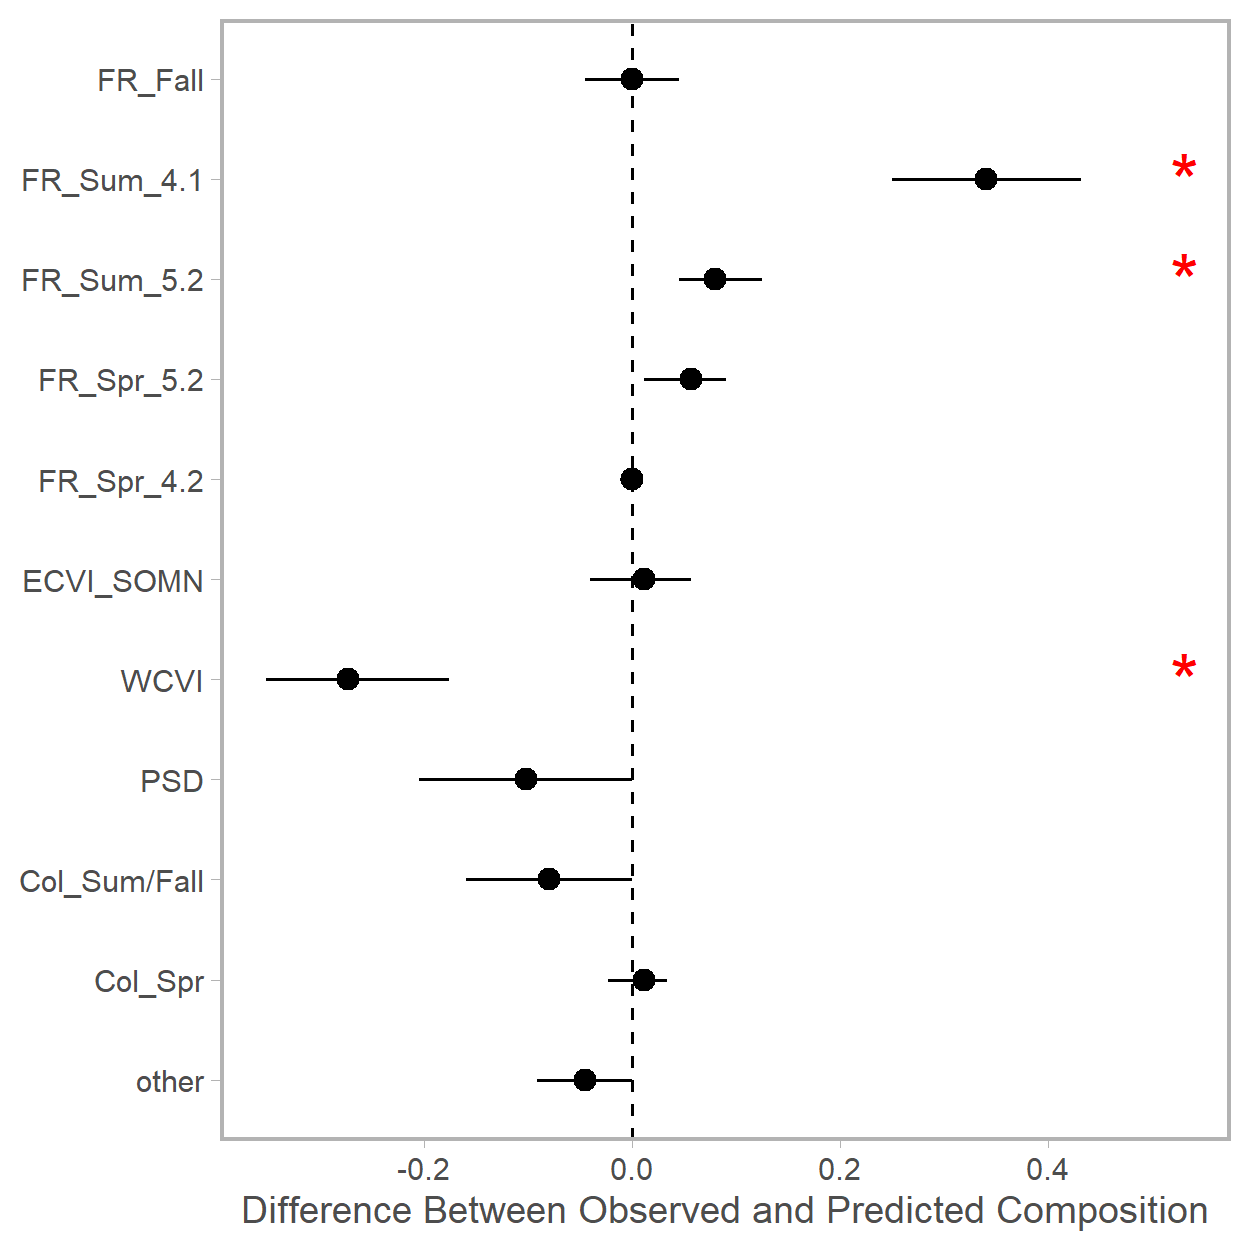 FR_Fall
FR_Sum_4.1
*
FR_Sum_5.2
*
FR_Spr_5.2
FR_Spr_4.2
ECVI_SOMN
WCVI
*
PSD
Col_Sum/Fall
Col_Spr
other
-0.2 0.0 0.2 0.4
Difference Between Observed and Predicted Composition